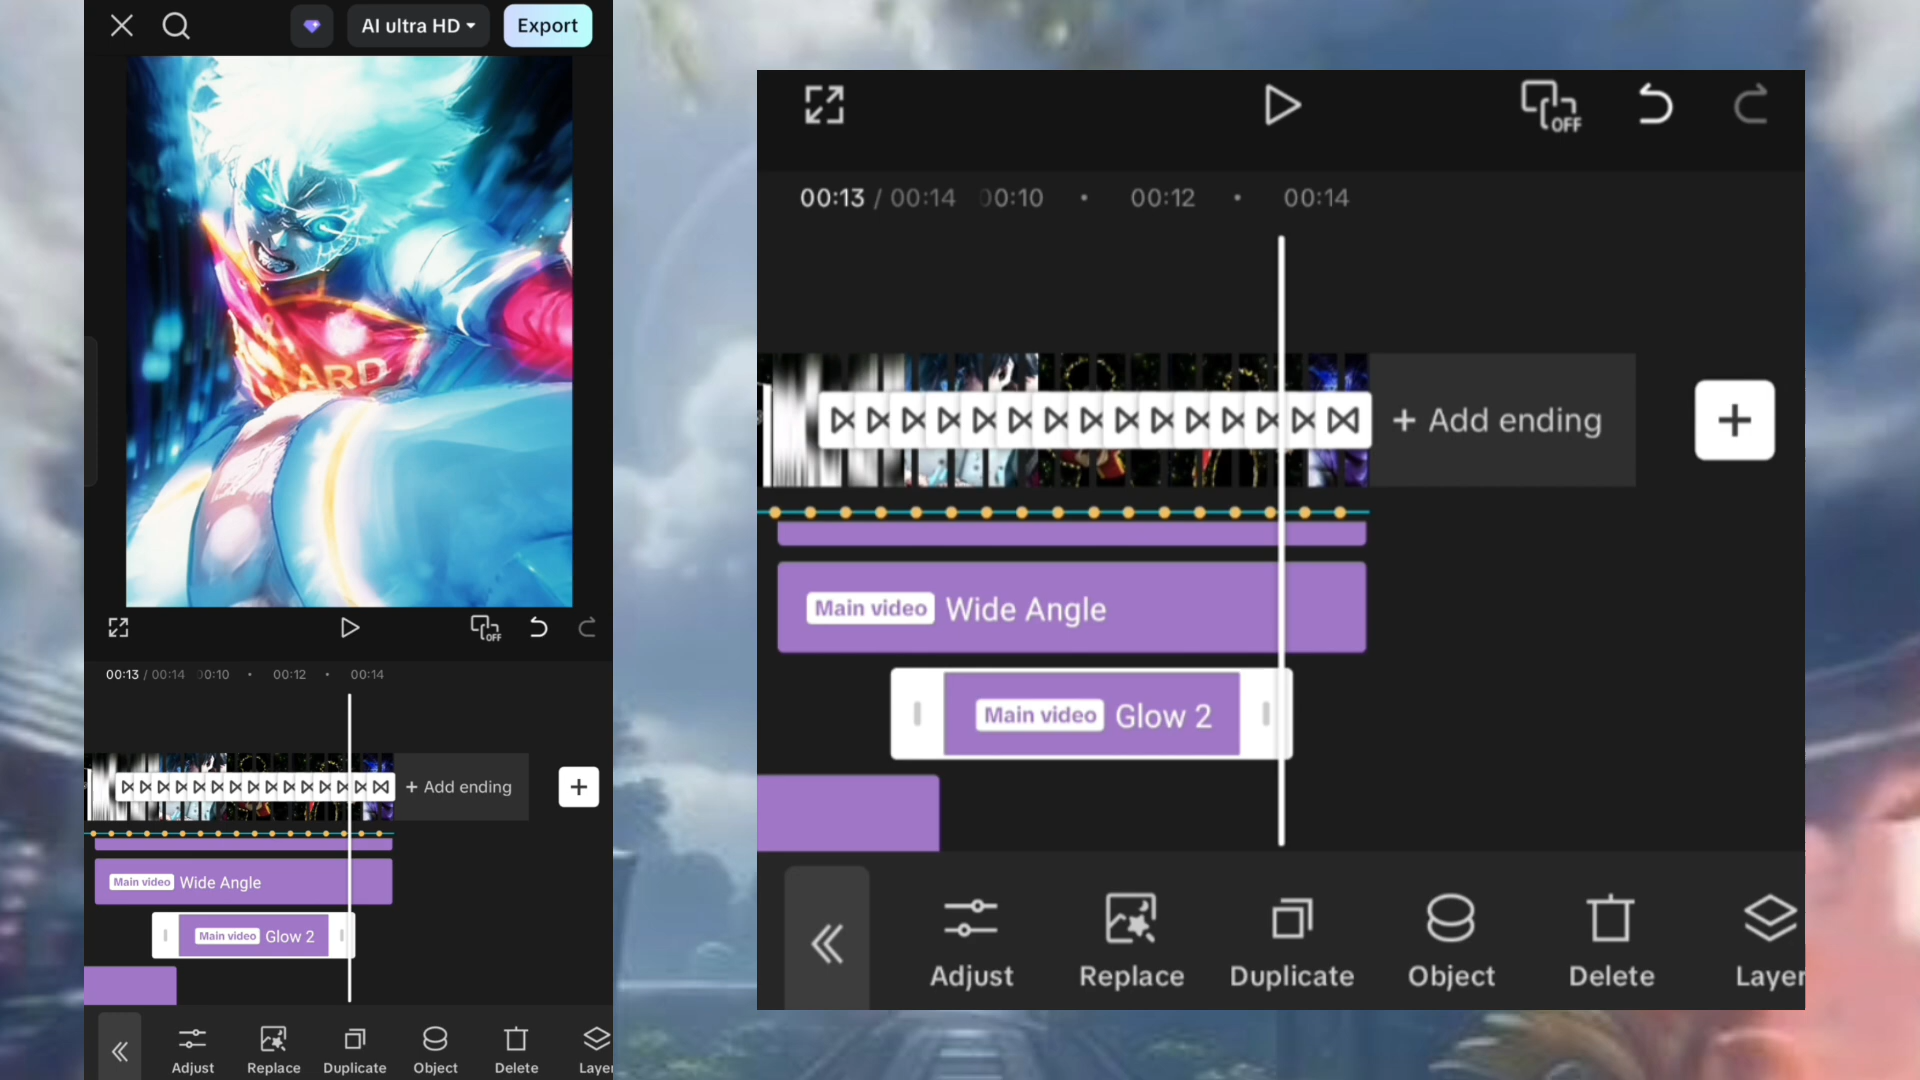 AI ultra HD
Export
ARD
OFF
00:13 / 00:14
00:10
00:12
00:14
+ Add ending
Main video Wide Angle
Main video Glow 2
Adjust
Replace
Duplicate
Object
Delete
Layer
OFF
00:13 / 00:14
00:10
00:12
00:14
+ Add ending
Main video Wide Angle
Main video Glow 2
Adjust
Replace
Duplicate
Object
Delete
Layer